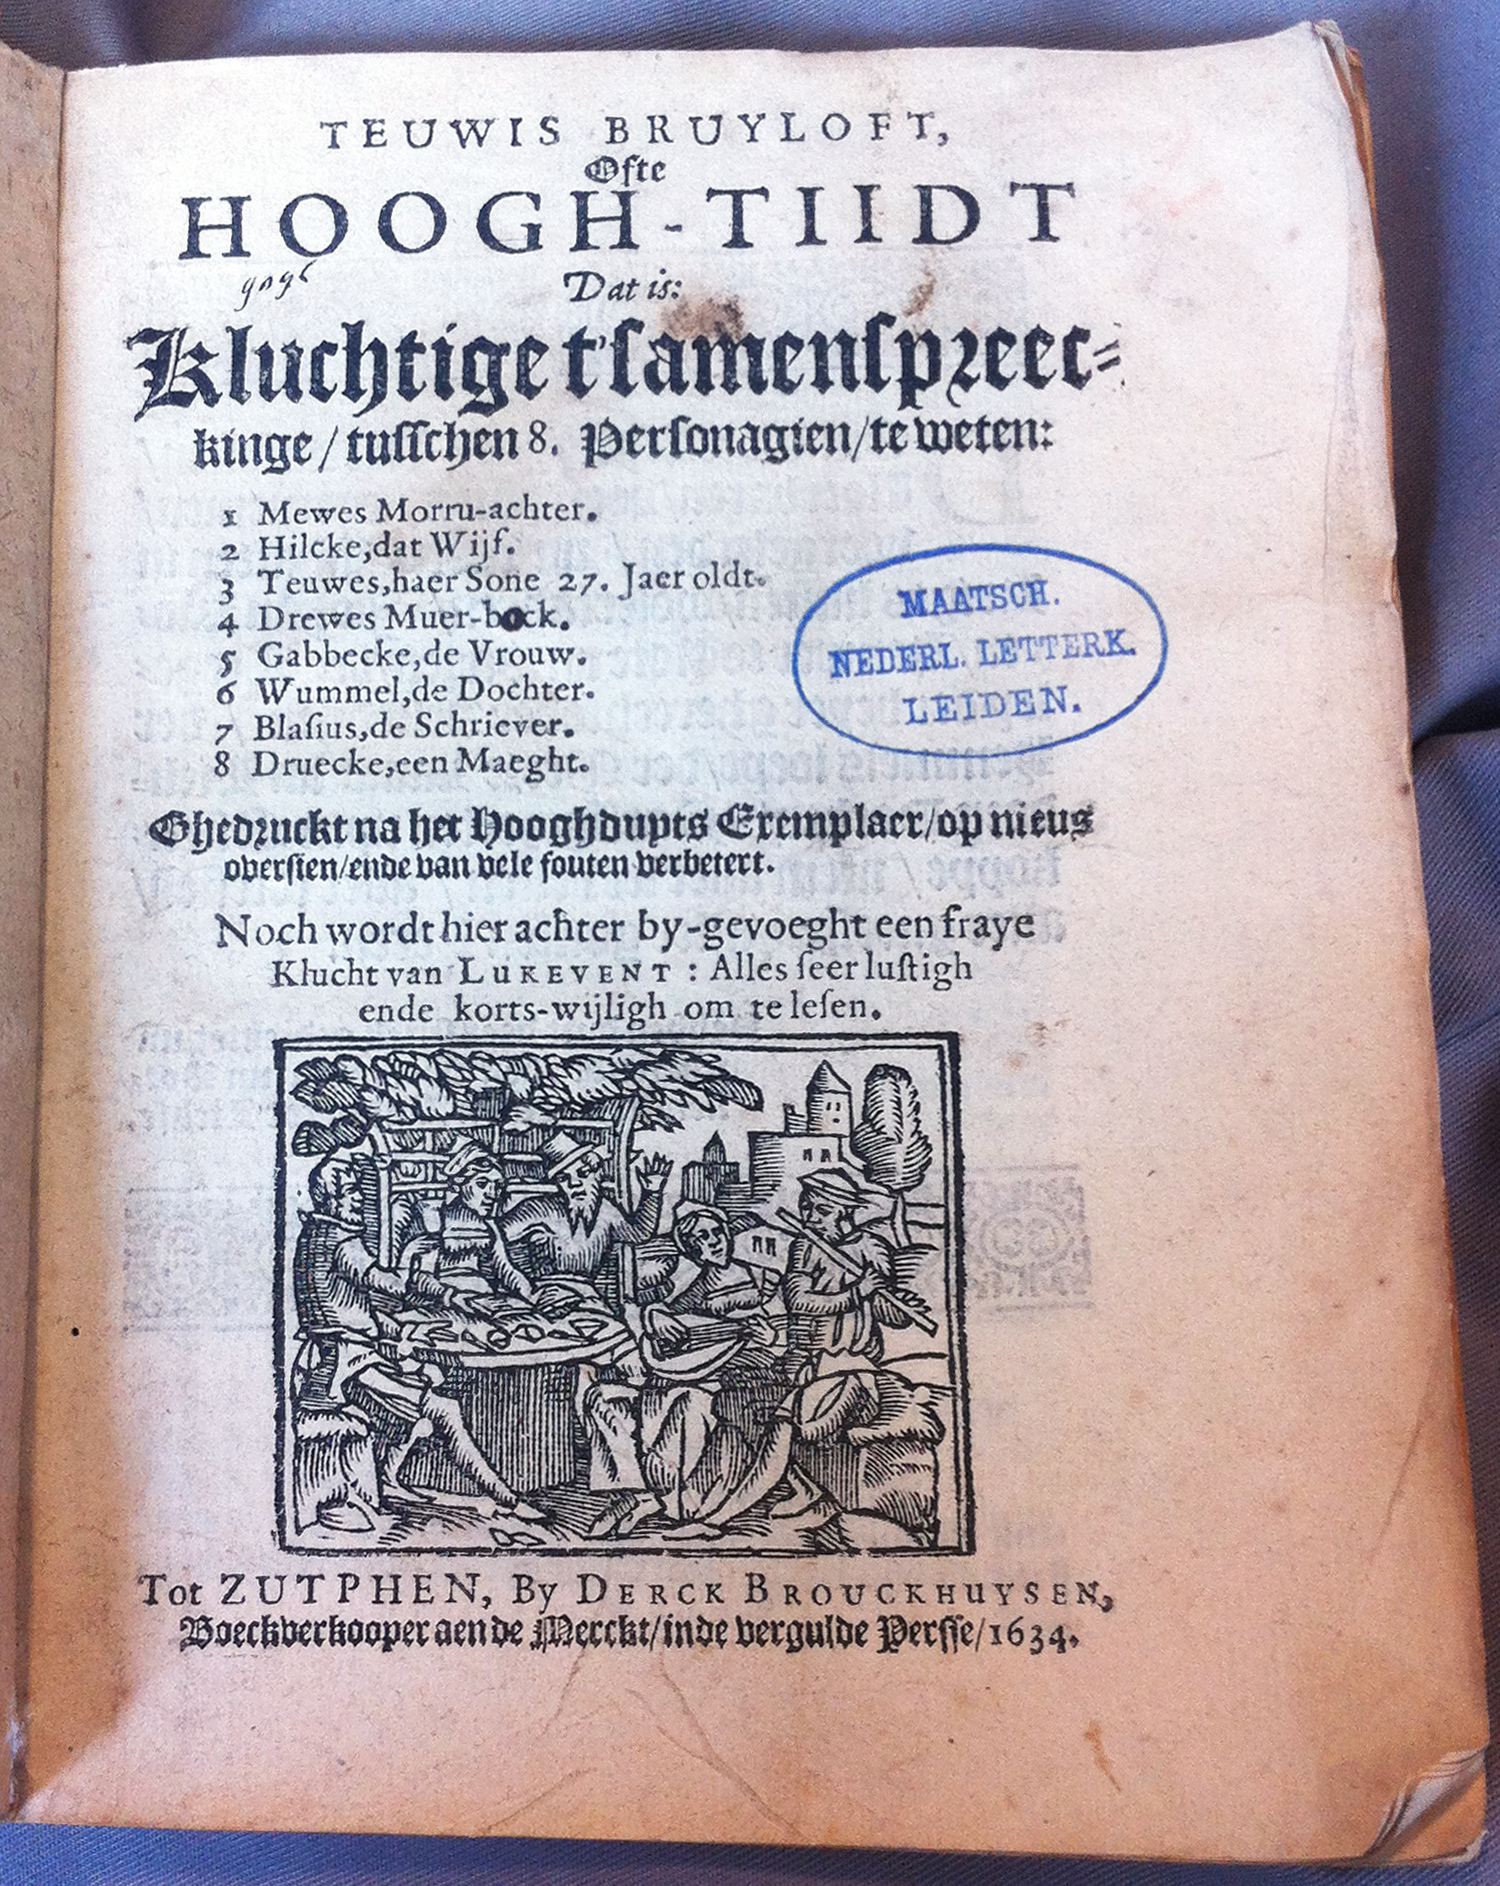 TEUWIS BRUYLOFT,
Ofte
HOOGH-TIIDT
Dat is:
Kluchtige t'ſamenſpreec-
kinge / tuſſchen 8. Perſonagien / te weten:
1 Mewes Morru-achter.
2 Hilcke, dat Wijf.
3 Teuwes, haer Sone 27. Jaer oldt.
4 Drewes Muer-bock.
5 Gabbecke, de Vrouw.
6 Wummel, de Dochter.
7 Blaſius, de Schriever.
8 Druecke, een Maeght.
MAATSCH.
NEDERL. LETTERK.
LEIDEN.
Ghedruckt na het Hooghduyts Exemplaer / op nieus
overſien / ende van vele fouten verbetert.
Noch wordt hier achter by-gevoeght een fraye
Klucht van LUKEVENT : Alles ſeer luſtigh
ende korts-wijligh om te leſen.
Tot ZUTPHEN, By DERCK BROUCKHUYSEN,
Boeckverkooper aen de Merckt / in de vergulde Perſſe / 1634.